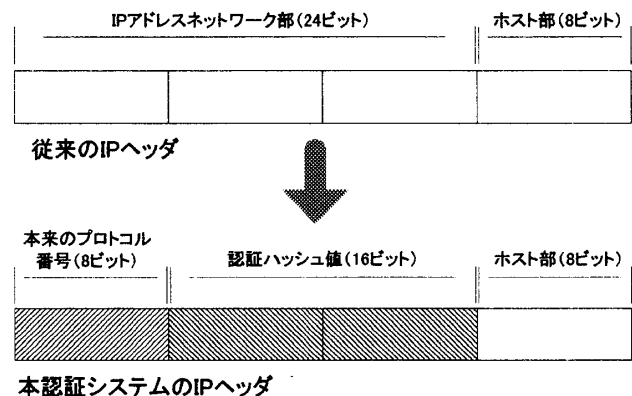 IPアドレスネットワーク部(24ビット)
ホスト部(8ビット)
従来のIPヘッダ
本来のプロトコル
番号(8ビット)
認証ハッシュ値(16ビット)
ホスト部(8ビット)
本認証システムのIPヘッダ